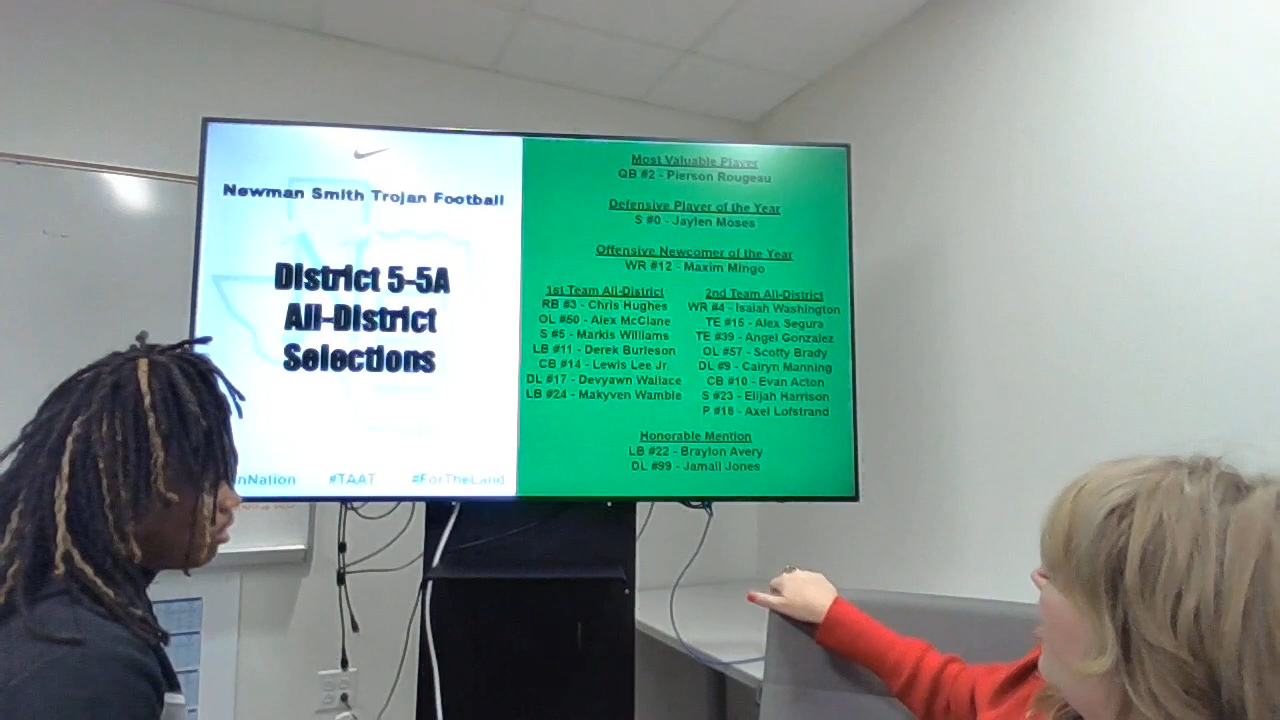 Newman Smith Trojan Football
District 5-5A
All-District
Selections
nNation #TAAT #ForTheLand
Most Valuable Player
QB #2 - Pierson Rougeau
Defensive Player of the Year
S #0 - Jaylen Moses
Offensive Newcomer of the Year
WR #12 - Maxim Mingo
1st Team All-District
RB #3 - Chris Hughes
OL #50 - Alex McClane
S #5 - Markis Williams
LB #11 - Derek Burleson
CB #14 - Lewis Lee Jr.
DL #17 - Devyawn Wallace
LB #24 - Makyven Wamble
2nd Team All-District
WR #4 - Isaiah Washington
TE #15 - Alex Segura
TE #39 - Angel Gonzalez
OL #57 - Scotty Brady
DL #9 - Cairyn Manning
CB #10 - Evan Acton
S #23 - Elijah Harrison
P #18 - Axel Lofstrand
Honorable Mention
LB #22 - Braylon Avery
DL #99 - Jamail Jones